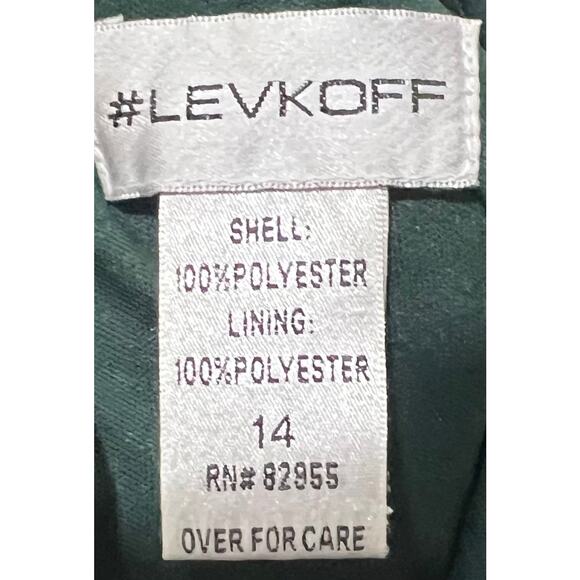 #LEVKOFF
SHELL:
100%POLYESTER
LINING:
100%POLYESTER
14
RN# 82955
OVER FOR CARE